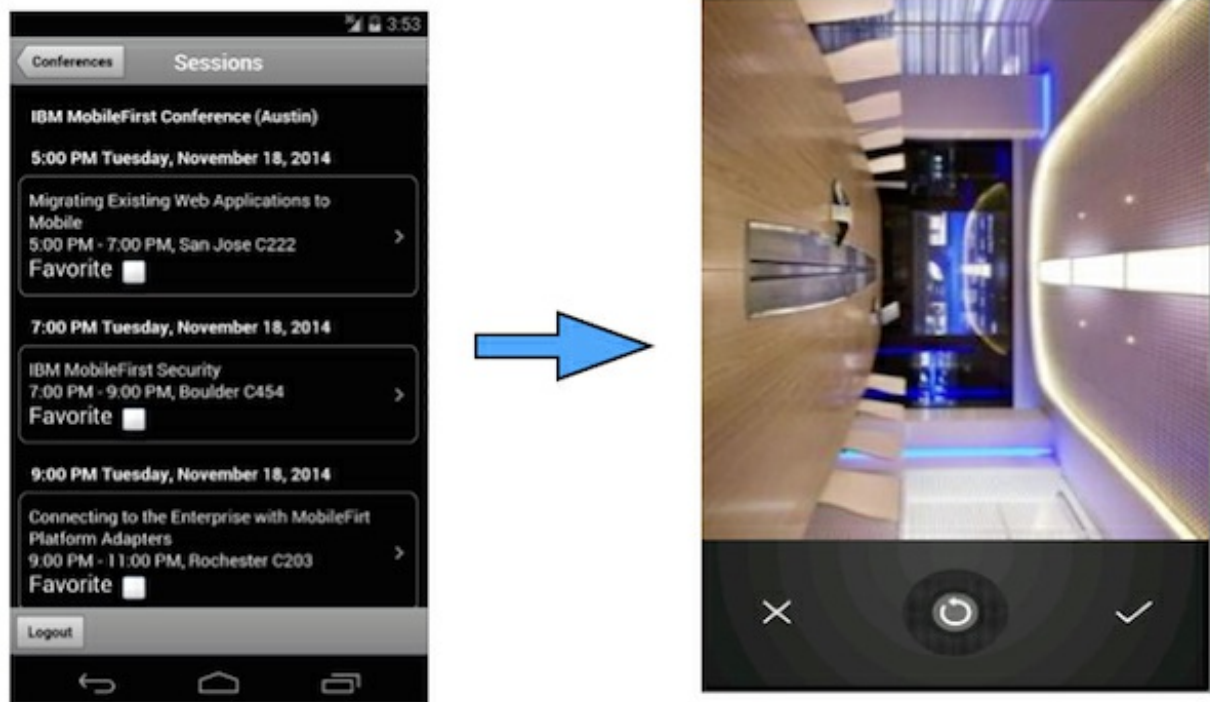 3:53
Conferences
Sessions
IBM MobileFirst Conference (Austin)
5:00 PM Tuesday, November 18, 2014
Migrating Existing Web Applications to
Mobile
5:00 PM - 7:00 PM, San Jose C222
Favorite
7:00 PM Tuesday, November 18, 2014
IBM MobileFirst Security
7:00 PM - 9:00 PM, Boulder C454
Favorite
9:00 PM Tuesday, November 18, 2014
Connecting to the Enterprise with MobileFirt
Platform Adapters
9:00 PM - 11:00 PM, Rochester C203
Favorite
Logout